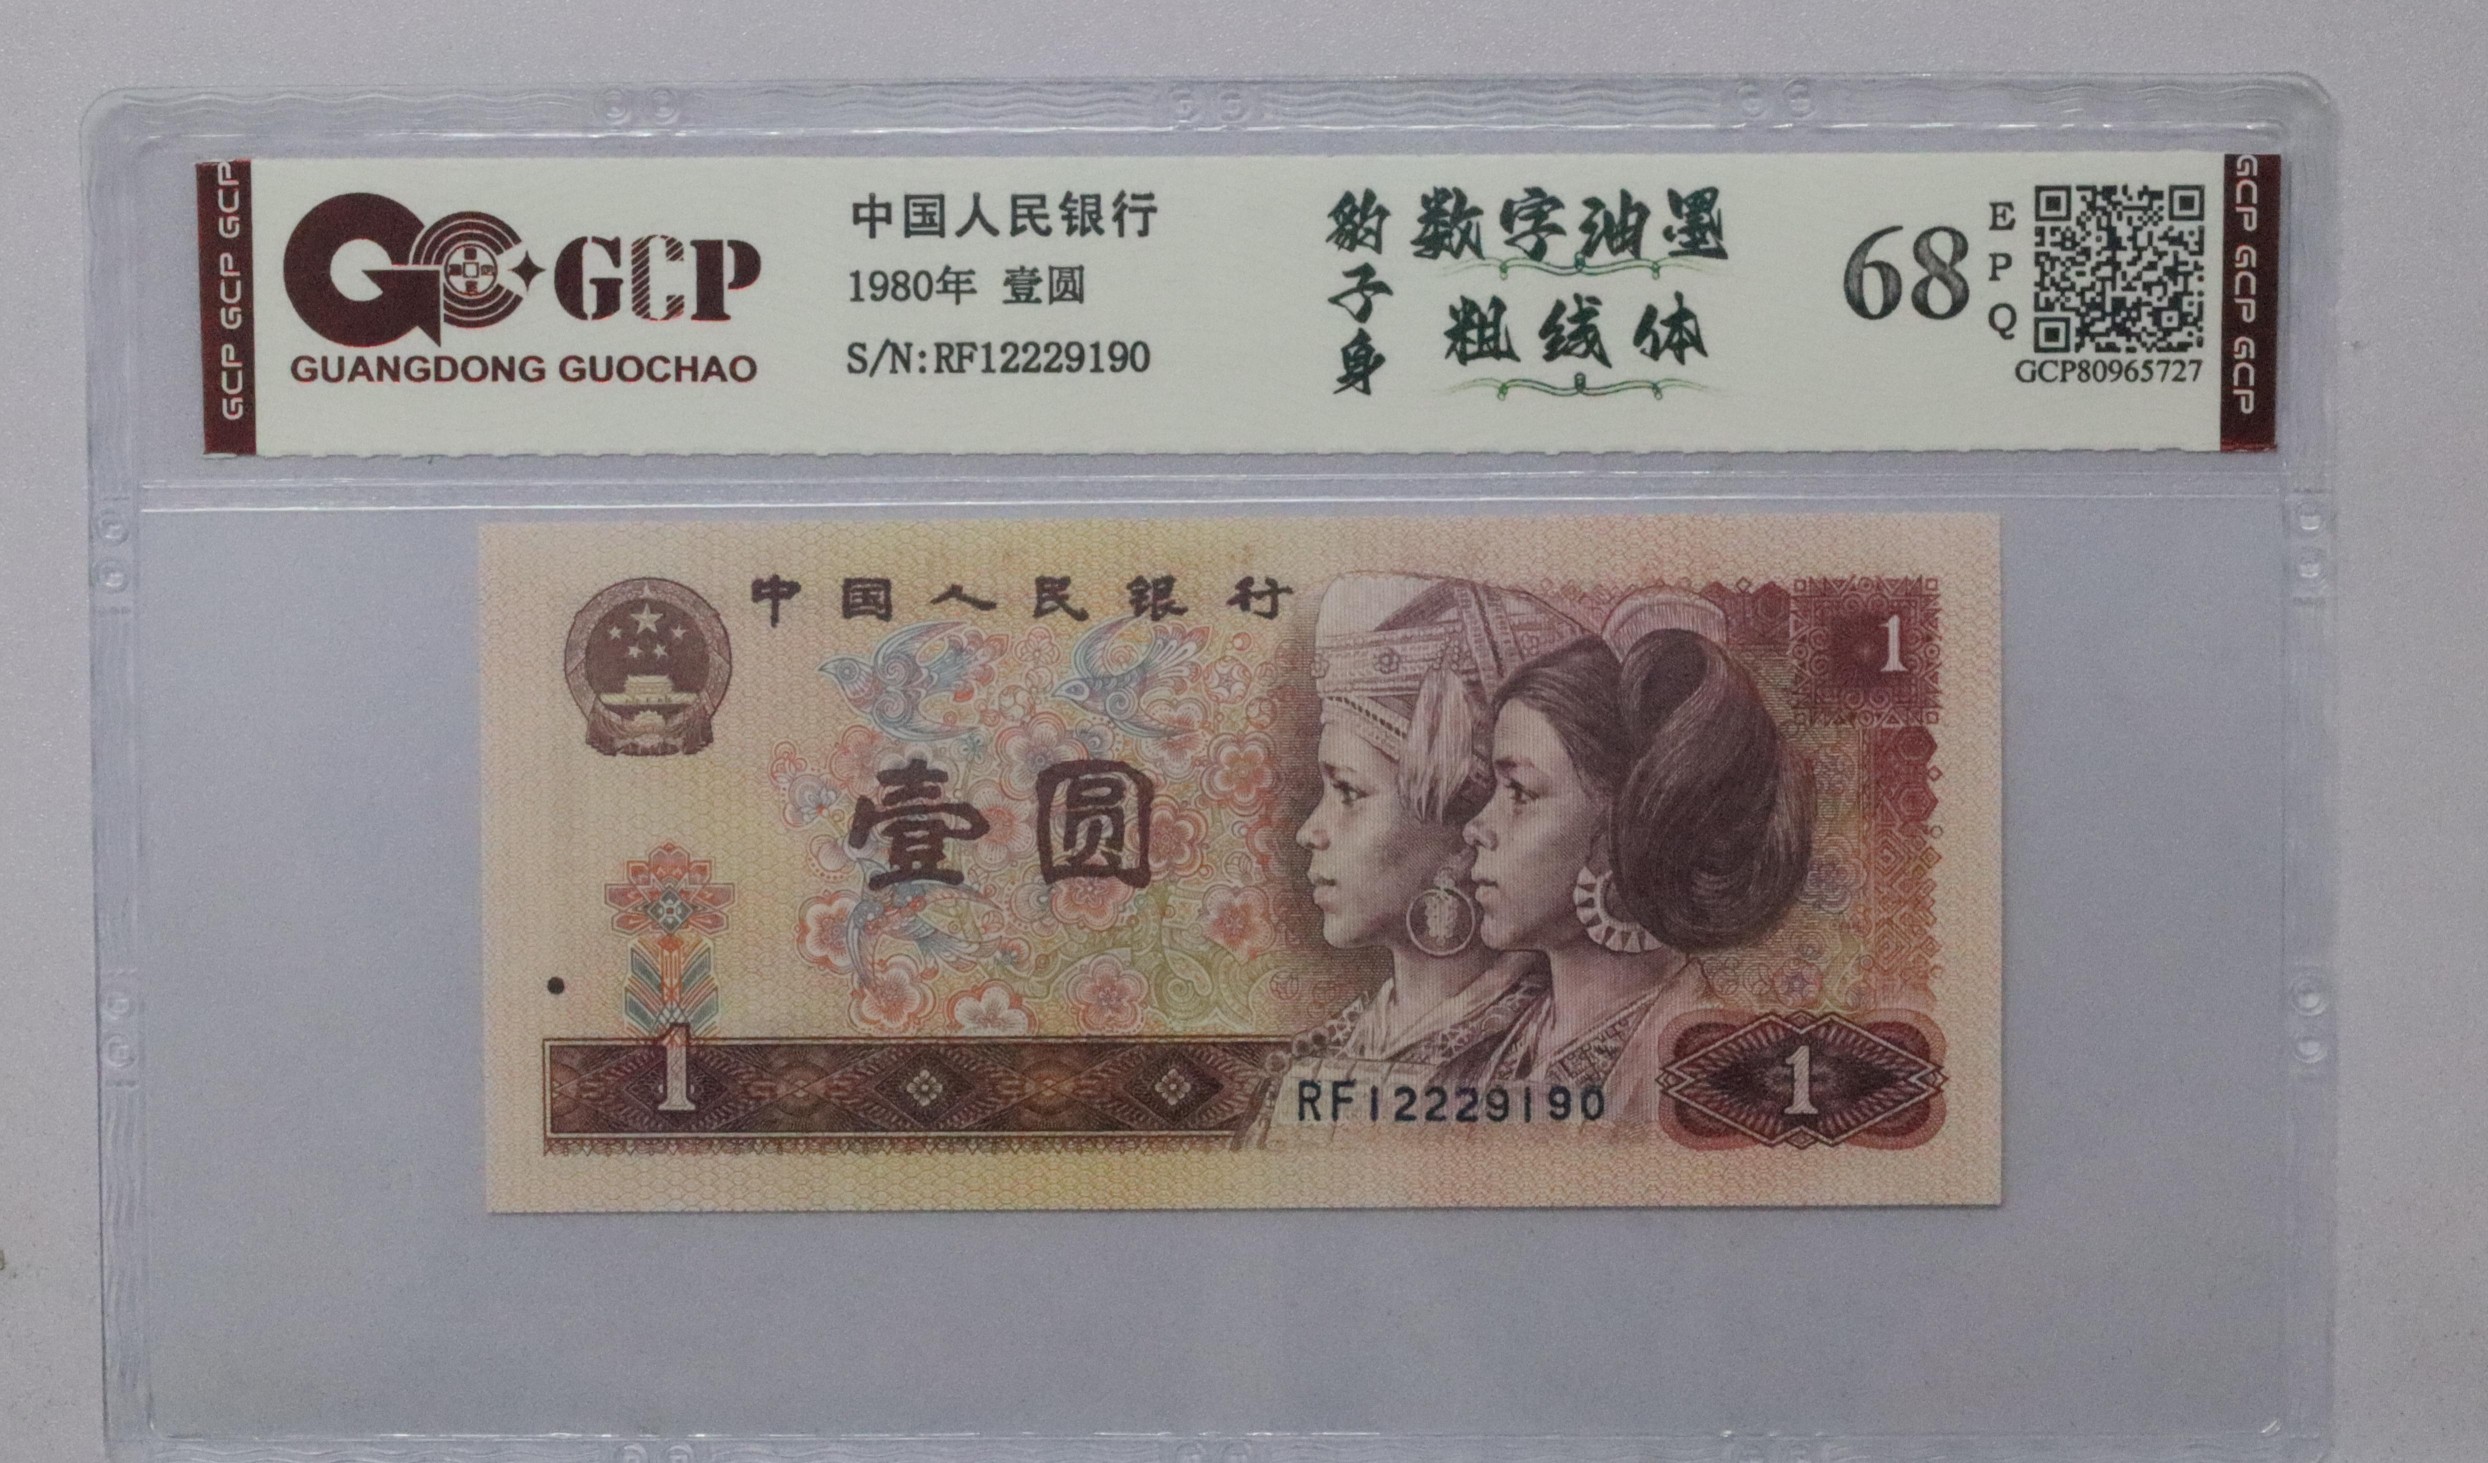 GCP GCP GCP
GCP
GUANGDONG GUOCHAO
中国人民银行
1980年 壹圆
S/N:RF12229190
豹子身
数字油墨
粗线体
68
EPQ
GCP80965727
GCP GCP GCP
中国人民银行
1
壹圆
1
RF12229190
1